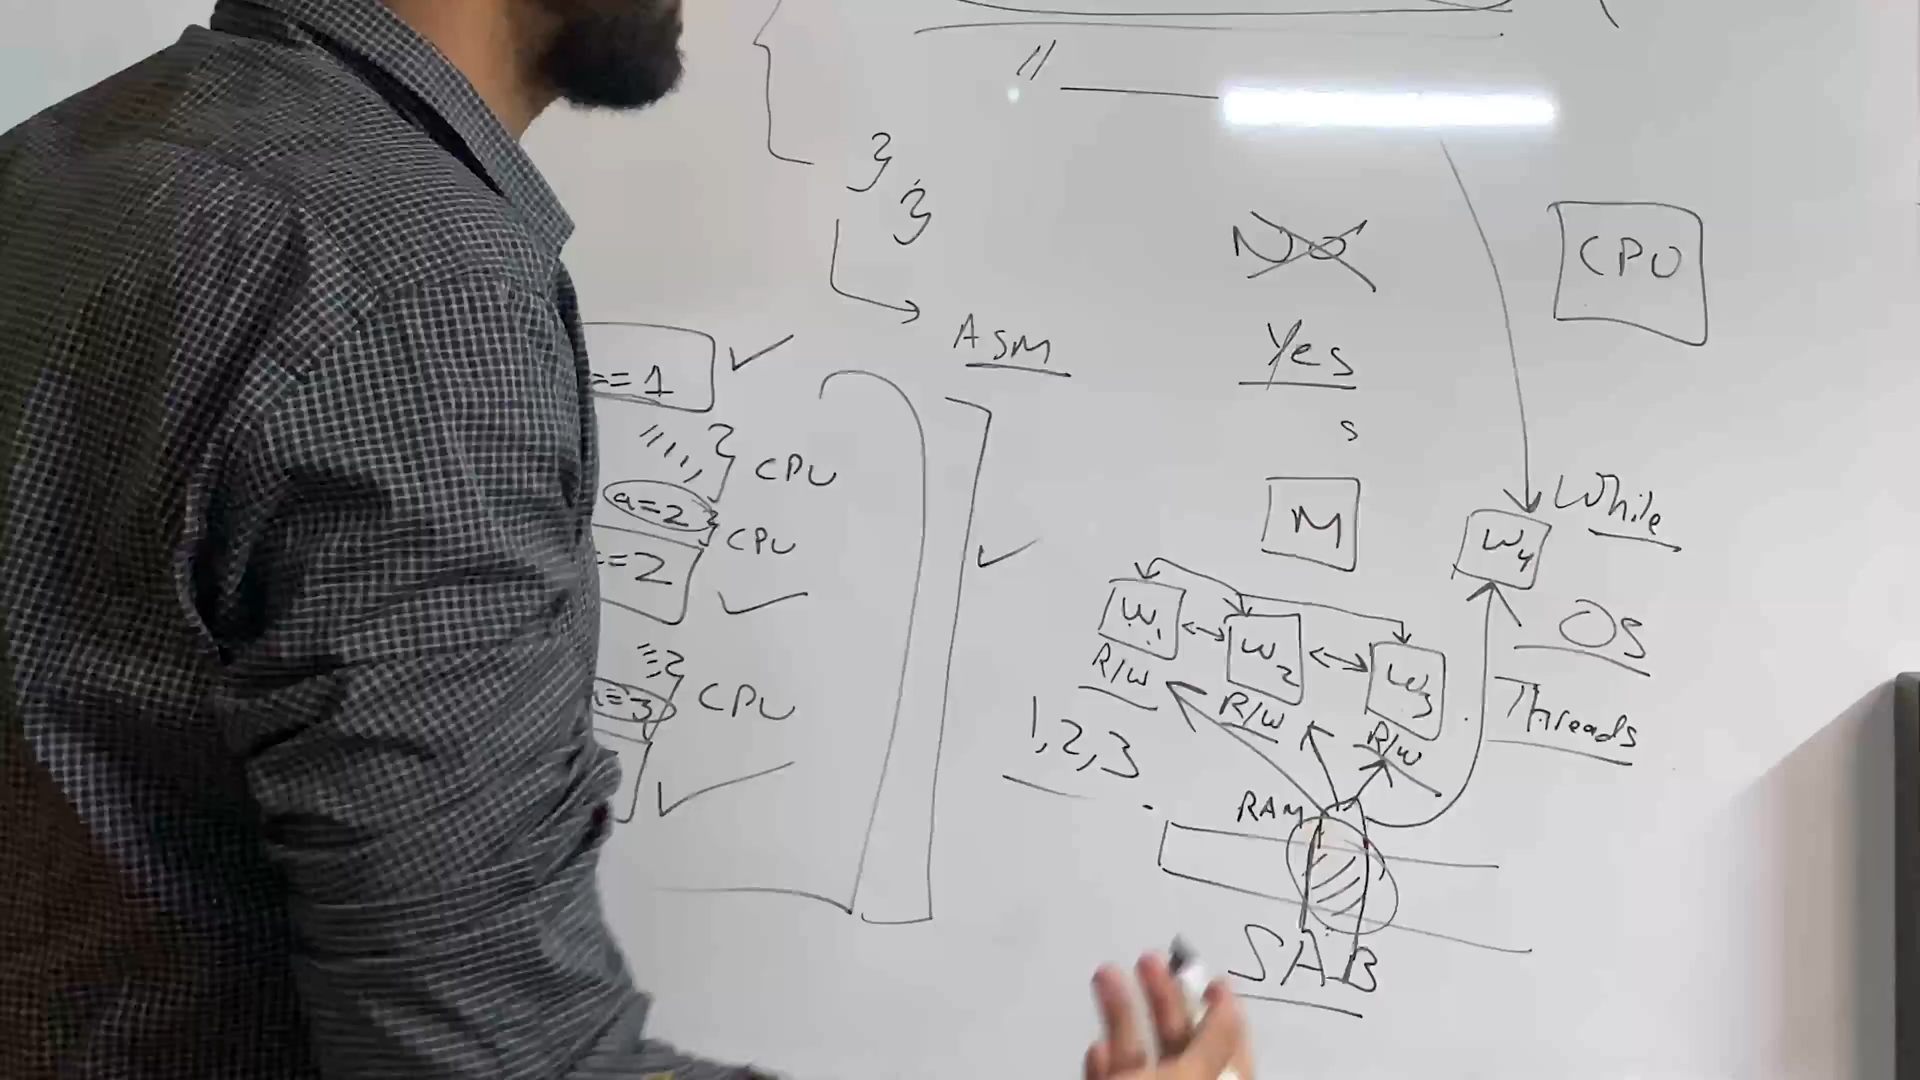 }
}
ASM
==1
CPU
a=2
CPU
=2
CPU
=3
No
Yes
s
CPU
M
While
W4
OS
Threads
W1
W2
W3
R/W
R/W
R/W
1,2,3
RAM
SAB